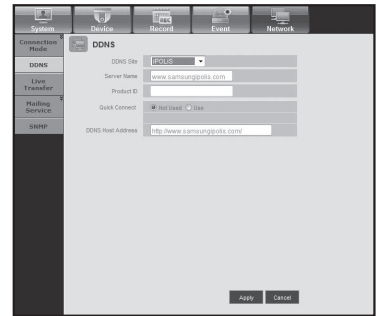 System Device Record Event Network
Connection Mode
DDNS
Live Transfer
Mailing Service
SNMP
DDNS
DDNS Site iPOLIS
Server Name www.samsungipolis.com
Product ID
Quick Connect Not Used Use
DDNS Host Address http://www.samsungipolis.com/
Apply Cancel